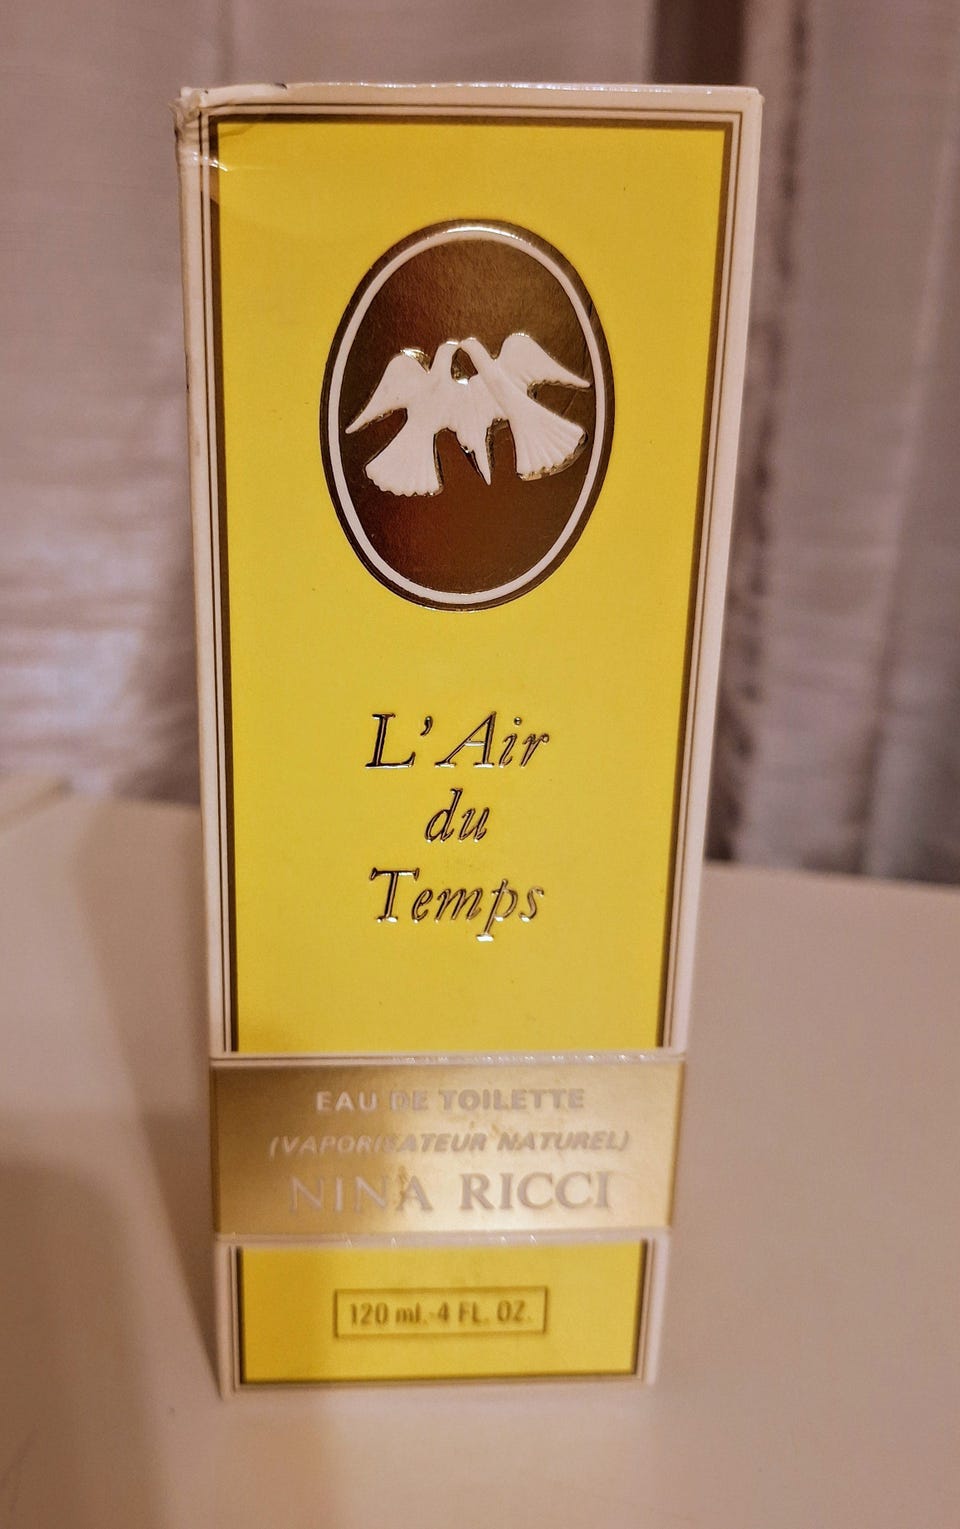 L'Air
du
Temps
EAU DE TOILETTE
(VAPORISATEUR NATUREL)
NINA RICCI
120 ml.-4 FL. OZ.